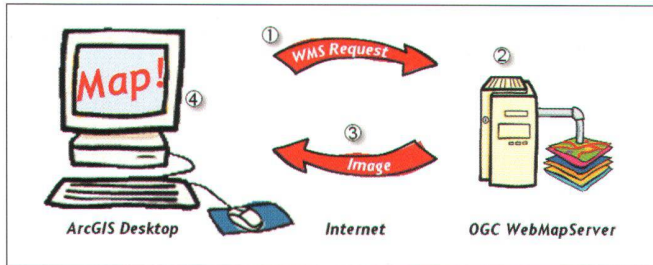 ①
WMS Request
②
Map!
④
③
Image
ArcGIS Desktop
Internet
OGC WebMapServer